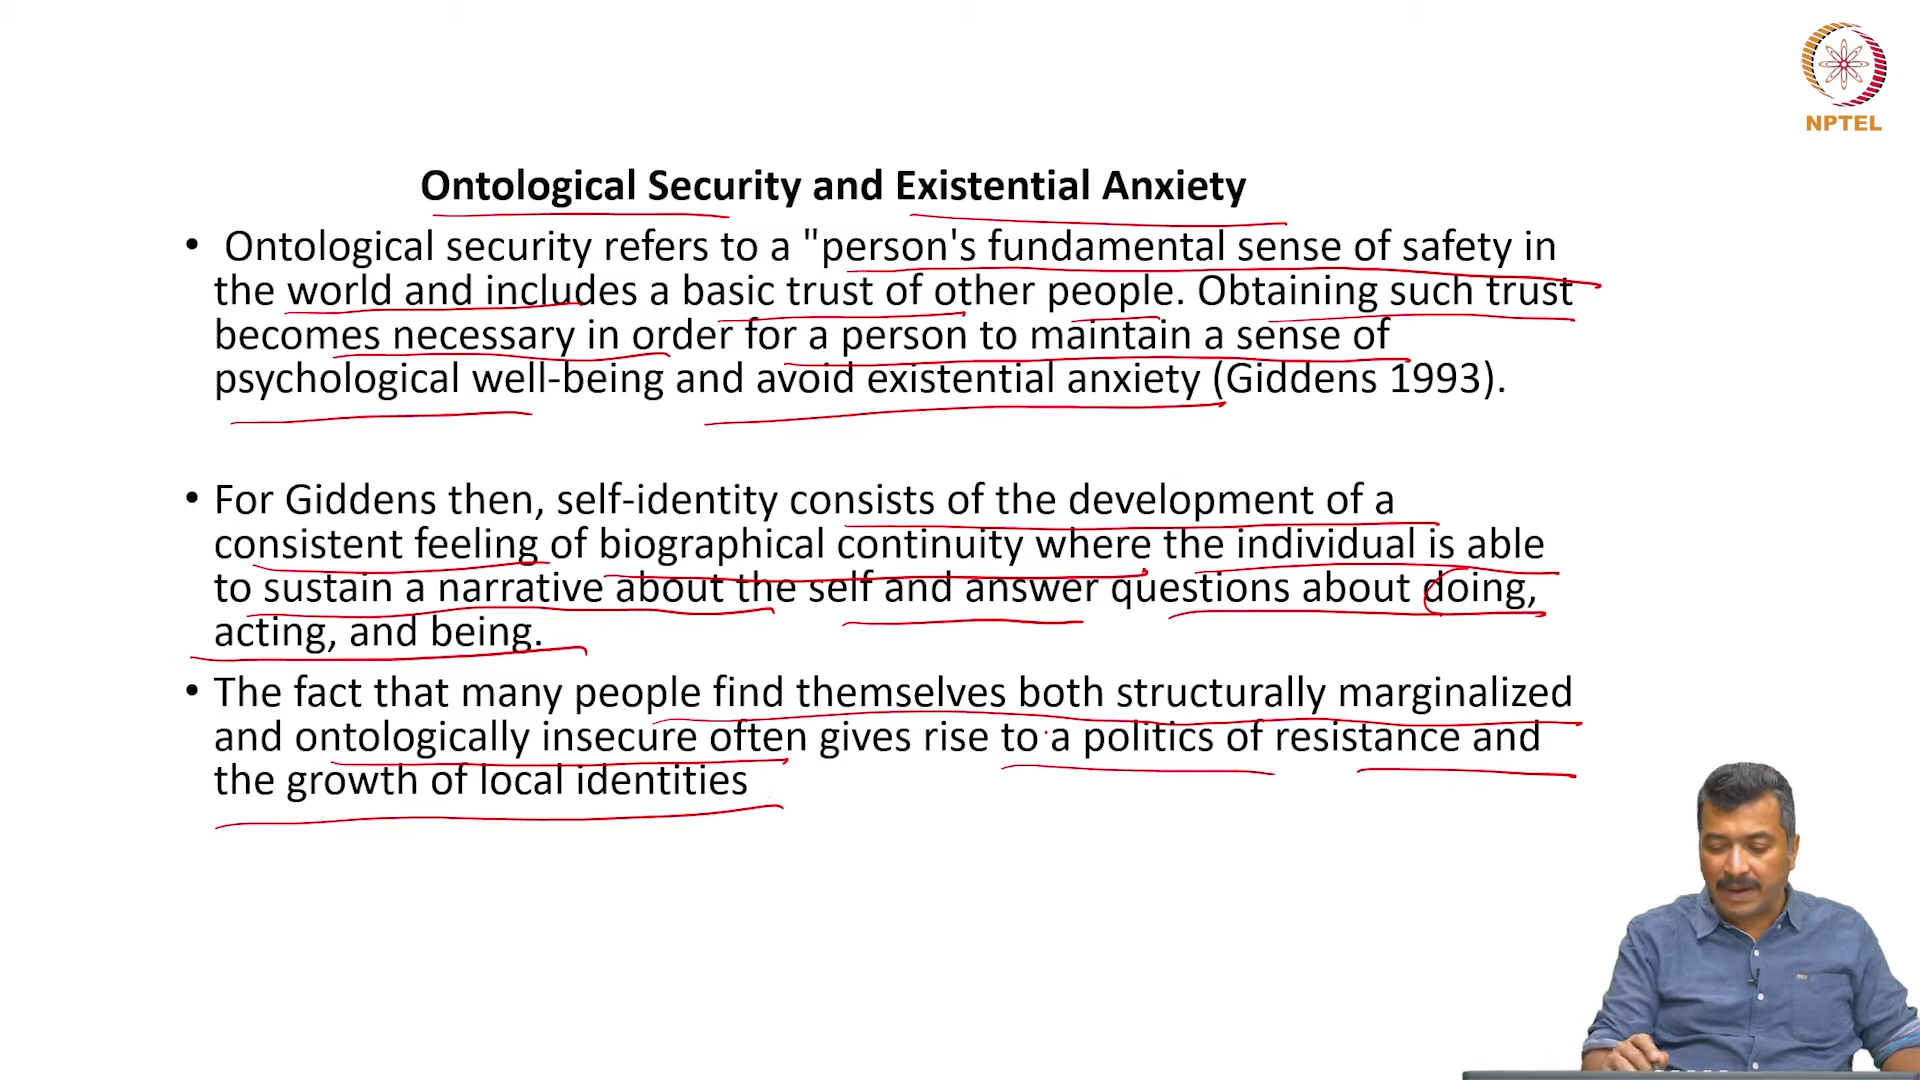 NPTEL
Ontological Security and Existential Anxiety
• Ontological security refers to a "person's fundamental sense of safety in
the world and includes a basic trust of other people. Obtaining such trust
becomes necessary in order for a person to maintain a sense of
psychological well-being and avoid existential anxiety (Giddens 1993).
• For Giddens then, self-identity consists of the development of a
consistent feeling of biographical continuity where the individual is able
to sustain a narrative about the self and answer questions about doing,
acting, and being.
• The fact that many people find themselves both structurally marginalized
and ontologically insecure often gives rise to a politics of resistance and
the growth of local identities